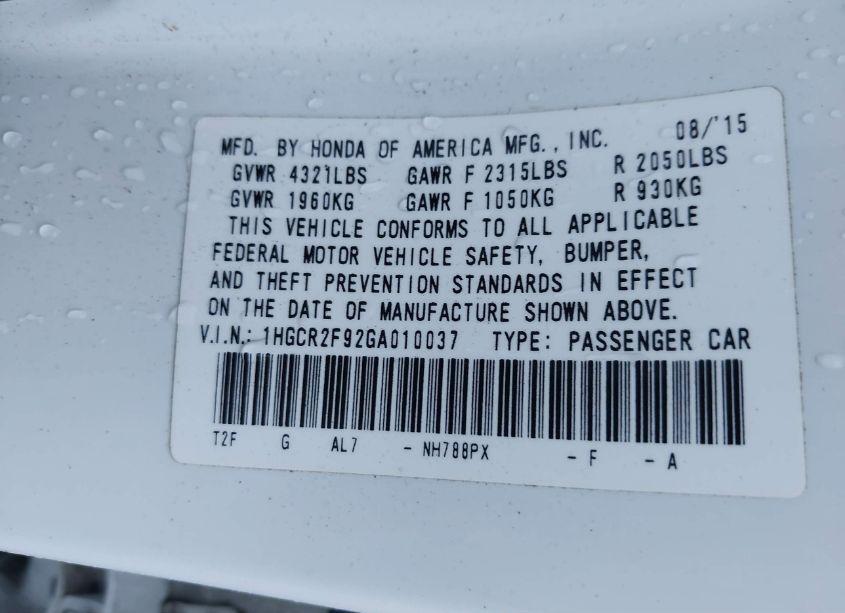 MFD. BY HONDA OF AMERICA MFG., INC. 08/'15
GVWR 4321LBS GAWR F 2315LBS R 2050LBS
GVWR 1960KG GAWR F 1050KG R 930KG
THIS VEHICLE CONFORMS TO ALL APPLICABLE
FEDERAL MOTOR VEHICLE SAFETY, BUMPER,
AND THEFT PREVENTION STANDARDS IN EFFECT
ON THE DATE OF MANUFACTURE SHOWN ABOVE.
V.I.N.: 1HGCR2F92GA010037 TYPE: PASSENGER CAR
T2F G AL7 - NH788PX - F - A